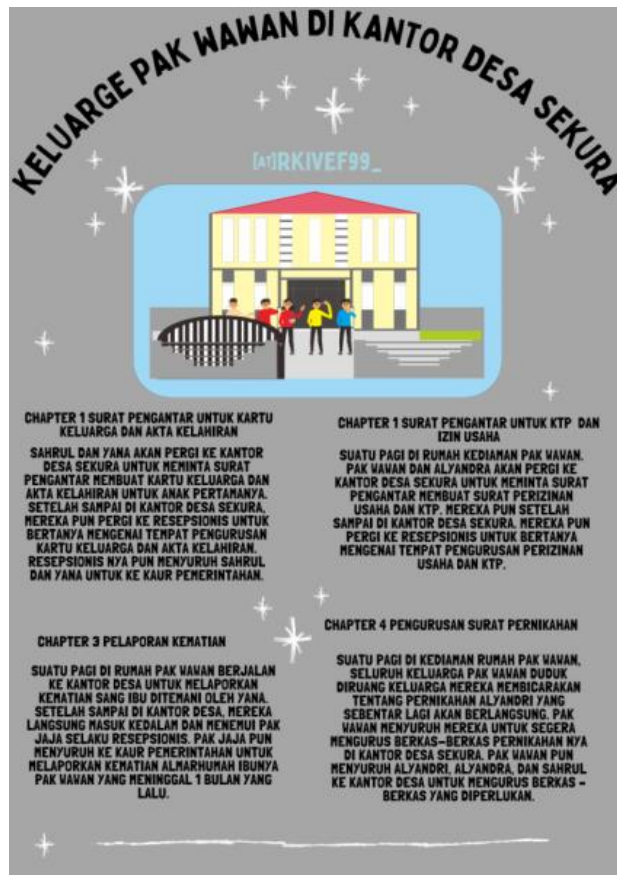 KELUARGE PAK WAWAN DI KANTOR DESA SEKURA
[AT]RKIVEF99_
CHAPTER 1 SURAT PENGANTAR UNTUK KARTU
KELUARGA DAN AKTA KELAHIRAN
SAHRUL DAN YANA AKAN PERGI KE KANTOR
DESA SEKURA UNTUK MEMINTA SURAT
PENGANTAR MEMBUAT KARTU KELUARGA DAN
AKTA KELAHIRAN UNTUK ANAK PERTAMANYA.
SETELAH SAMPAI DI KANTOR DESA SEKURA,
MEREKA PUN PERGI KE RESEPSIONIS UNTUK
BERTANYA MENGENAI TEMPAT PENGURUSAN
KARTU KELUARGA DAN AKTA KELAHIRAN.
RESEPSIONIS NYA PUN MENYURUH SAHRUL
DAN YANA UNTUK KE KAUR PEMERINTAHAN.
CHAPTER 1 SURAT PENGANTAR UNTUK KTP DAN
IZIN USAHA
SUATU PAGI DI RUMAH KEDIAMAN PAK WAWAN.
PAK WAWAN DAN ALYANDRA AKAN PERGI KE
KANTOR DESA SEKURA UNTUK MEMINTA SURAT
PENGANTAR MEMBUAT SURAT PERIZINAN
USAHA DAN KTP. MEREKA PUN SETELAH
SAMPAI DI KANTOR DESA SEKURA. MEREKA PUN
PERGI KE RESEPSIONIS UNTUK BERTANYA
MENGENAI TEMPAT PENGURUSAN PERIZINAN
USAHA DAN KTP.
CHAPTER 3 PELAPORAN KEMATIAN
SUATU PAGI DI RUMAH PAK WAWAN BERJALAN
KE KANTOR DESA UNTUK MELAPORKAN
KEMATIAN SANG IBU DITEMANI OLEH YANA.
SETELAH SAMPAI DI KANTOR DESA, MEREKA
LANGSUNG MASUK KEDALAM DAN MENEMUI PAK
JAJA SELAKU RESEPSIONIS. PAK JAJA PUN
MENYURUH KE KAUR PEMERINTAHAN UNTUK
MELAPORKAN KEMATIAN ALMARHUMAH IBUNYA
PAK WAWAN YANG MENINGGAL 1 BULAN YANG
LALU.
CHAPTER 4 PENGURUSAN SURAT PERNIKAHAN
SUATU PAGI DI KEDIAMAN RUMAH PAK WAWAN,
SELURUH KELUARGA PAK WAWAN DUDUK
DIRUANG KELUARGA MEREKA MEMBICARAKAN
TENTANG PERNIKAHAN ALYANDRI YANG
SEBENTAR LAGI AKAN BERLANGSUNG. PAK
WAWAN MENYURUH MEREKA UNTUK SEGERA
MENGURUS BERKAS-BERKAS PERNIKAHAN NYA
DI KANTOR DESA SEKURA. PAK WAWAN PUN
MENYURUH ALYANDRI, ALYANDRA, DAN SAHRUL
KE KANTOR DESA UNTUK MENGURUS BERKAS -
BERKAS YANG DIPERLUKAN.